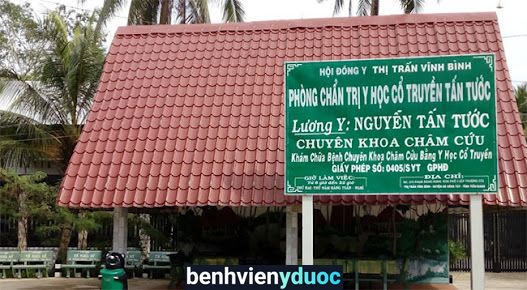 HỘI ĐÔNG Y THỊ TRẤN VĨNH BÌNH
PHÒNG CHẨN TRỊ Y HỌC CỔ TRUYỀN TẤN TƯỚC
Lương Y: NGUYỄN TẤN TƯỚC
CHUYÊN KHOA CHÂM CỨU
Khám Chữa Bệnh Chuyên Khoa Châm Cứu Bằng Y Học Cổ Truyền
GIẤY PHÉP SỐ: 0405/SYT GPHĐ
GIỜ LÀM VIỆC:
ĐỊA CHỈ:
benhvienyduoc